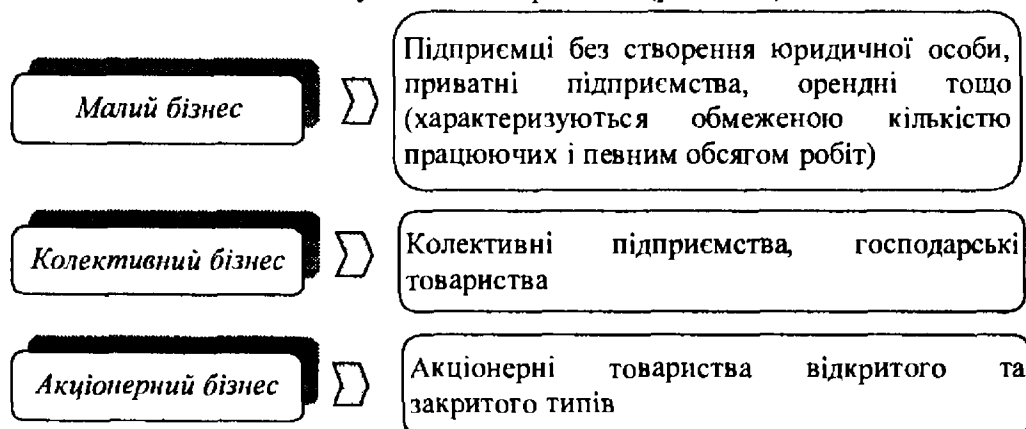 Малий бізнес
Підприємці без створення юридичної особи,
приватні підприємства, орендні тощо
(характеризуються обмеженою кількістю
працюючих і певним обсягом робіт)
Колективний бізнес
Колективні підприємства, господарські
товариства
Акціонерний бізнес
Акціонерні товариства відкритого та
закритого типів